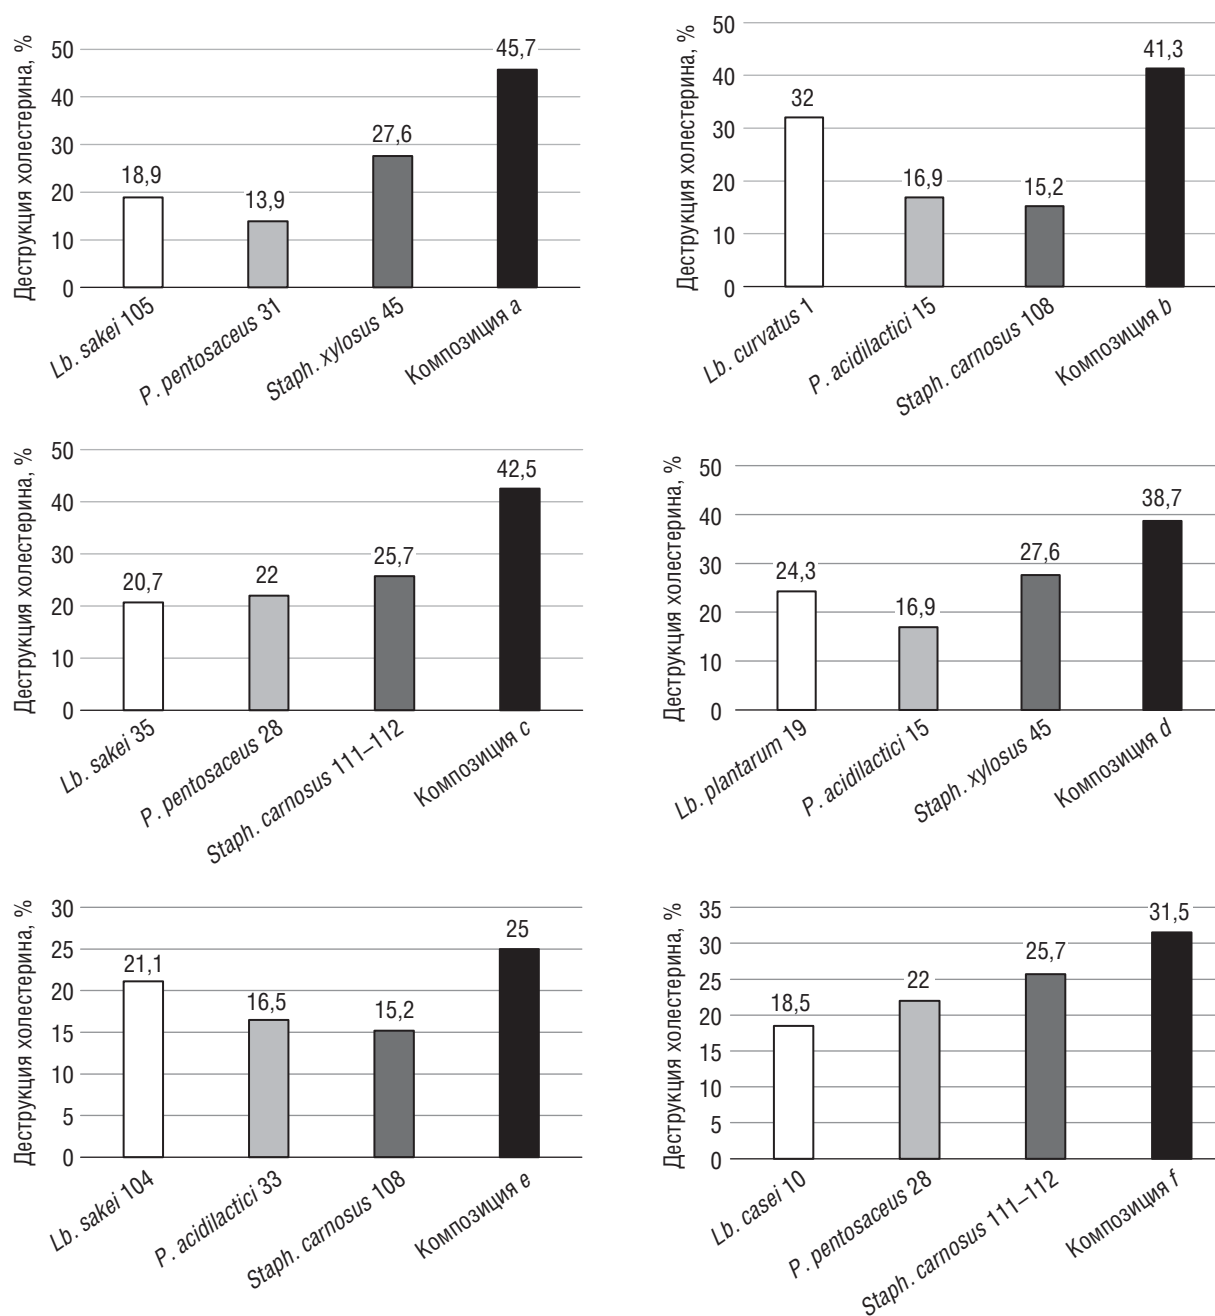 Деструкция холестерина, %
50
40
30
20
10
0
18,9
13,9
27,6
45,7
Lb. sakei 105
P. pentosaceus 31
Staph. xylosus 45
Композиция a
Деструкция холестерина, %
50
40
30
20
10
0
32
16,9
15,2
41,3
Lb. curvatus 1
P. acidilactici 15
Staph. carnosus 108
Композиция b
Деструкция холестерина, %
50
40
30
20
10
0
20,7
22
25,7
42,5
Lb. sakei 35
P. pentosaceus 28
Staph. carnosus 111–112
Композиция c
Деструкция холестерина, %
50
40
30
20
10
0
24,3
16,9
27,6
38,7
Lb. plantarum 19
P. acidilactici 15
Staph. xylosus 45
Композиция d
Деструкция холестерина, %
30
25
20
15
10
5
0
21,1
16,5
15,2
25
Lb. sakei 104
P. acidilactici 33
Staph. carnosus 108
Композиция e
Деструкция холестерина, %
35
30
25
20
15
10
5
0
18,5
22
25,7
31,5
Lb. casei 10
P. pentosaceus 28
Staph. carnosus 111–112
Композиция f